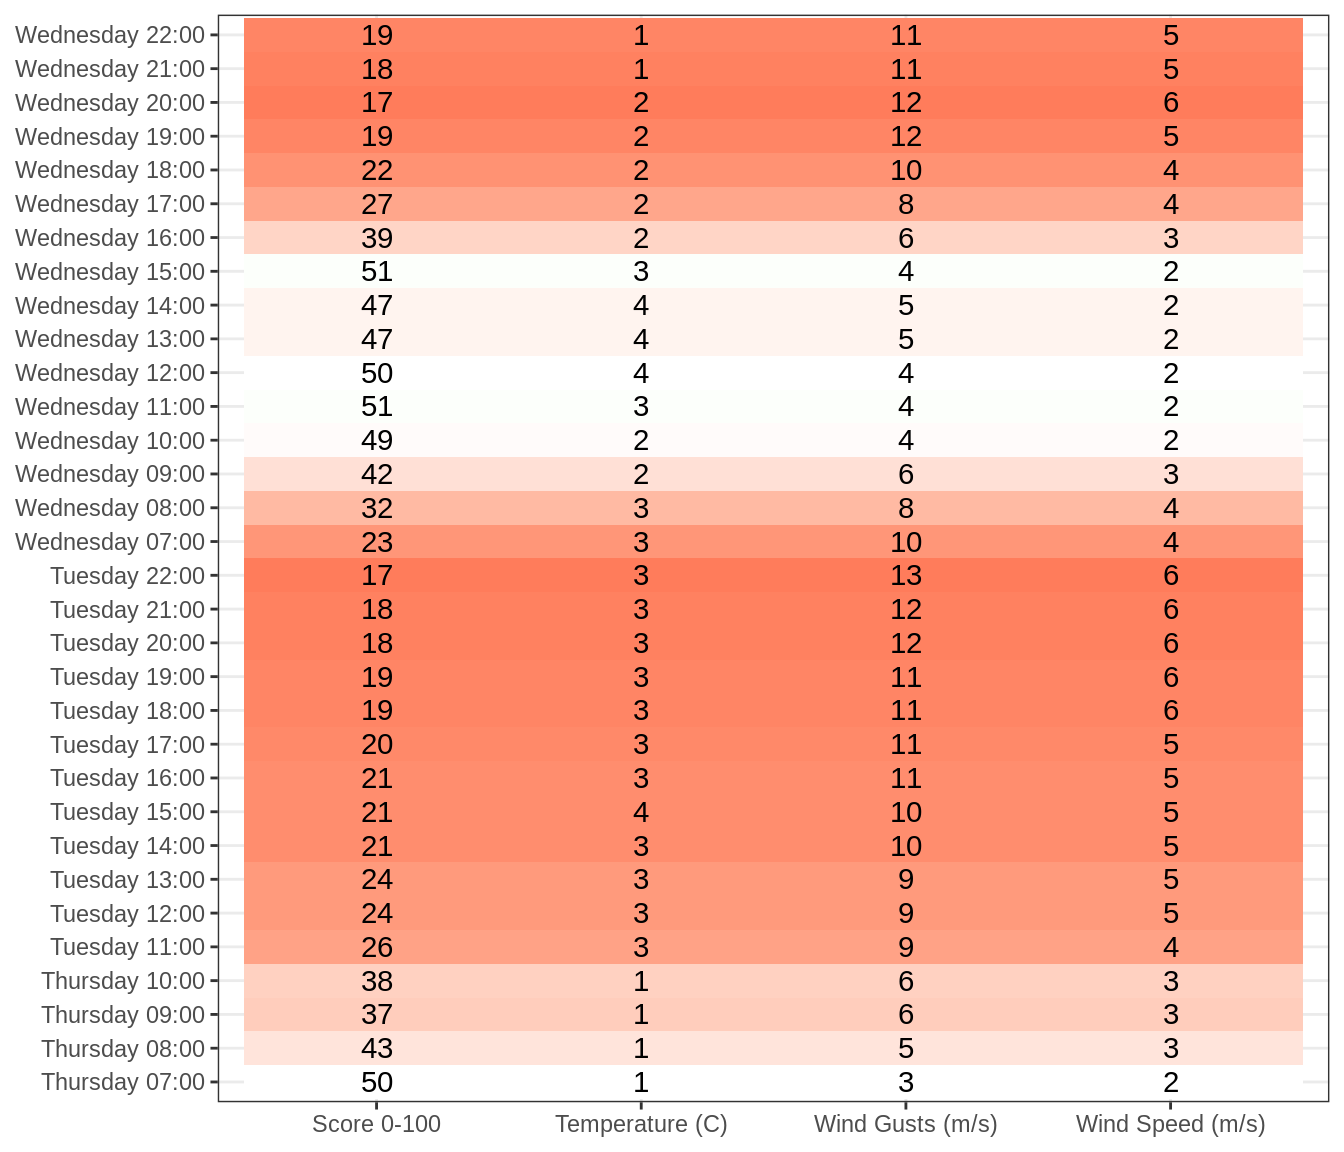 Wednesday 22:00 19 1 11 5
Wednesday 21:00 18 1 11 5
Wednesday 20:00 17 2 12 6
Wednesday 19:00 19 2 12 5
Wednesday 18:00 22 2 10 4
Wednesday 17:00 27 2 8 4
Wednesday 16:00 39 2 6 3
Wednesday 15:00 51 3 4 2
Wednesday 14:00 47 4 5 2
Wednesday 13:00 47 4 5 2
Wednesday 12:00 50 4 4 2
Wednesday 11:00 51 3 4 2
Wednesday 10:00 49 2 4 2
Wednesday 09:00 42 2 6 3
Wednesday 08:00 32 3 8 4
Wednesday 07:00 23 3 10 4
Tuesday 22:00 17 3 13 6
Tuesday 21:00 18 3 12 6
Tuesday 20:00 18 3 12 6
Tuesday 19:00 19 3 11 6
Tuesday 18:00 19 3 11 6
Tuesday 17:00 20 3 11 5
Tuesday 16:00 21 3 11 5
Tuesday 15:00 21 4 10 5
Tuesday 14:00 21 3 10 5
Tuesday 13:00 24 3 9 5
Tuesday 12:00 24 3 9 5
Tuesday 11:00 26 3 9 4
Thursday 10:00 38 1 6 3
Thursday 09:00 37 1 6 3
Thursday 08:00 43 1 5 3
Thursday 07:00 50 1 3 2
Score 0-100 Temperature (C) Wind Gusts (m/s) Wind Speed (m/s)